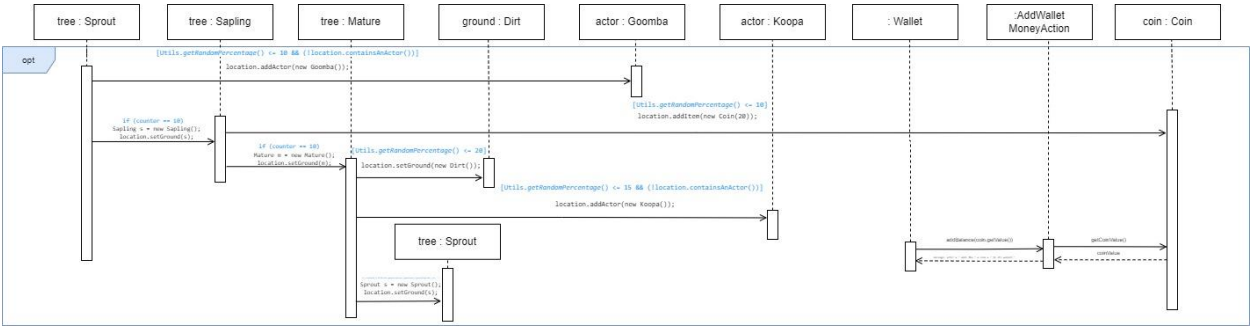 tree : Sprout
tree : Sapling
tree : Mature
ground : Dirt
actor : Goomba
actor : Koopa
: Wallet
:AddWallet
MoneyAction
coin : Coin
opt
[Utils.getRandomPercentage() <= 10 && (!location.containsAnActor())]
location.addActor(new Goomba());
[Utils.getRandomPercentage() <= 10]
location.addItem(new Coin(20));
if (counter == 10)
Sapling s = new Sapling();
location.setGround(s);
if (counter == 10)
Mature m = new Mature();
location.setGround(m);
[Utils.getRandomPercentage() <= 20]
location.setGround(new Dirt());
[Utils.getRandomPercentage() <= 15 && (!location.containsAnActor())]
location.addActor(new Koopa());
tree : Sprout
addBalance(coin.getValue())
getCoinValue()
coinValue
Sprout s = new Sprout();
location.setGround(s);